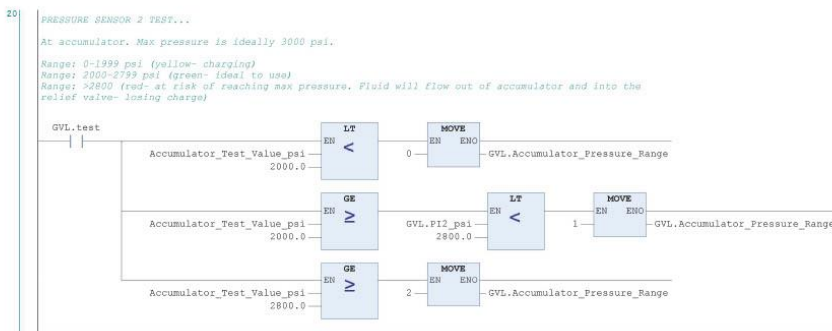 20
PRESSURE SENSOR 2 TEST...
At accumulator. Max pressure is ideally 3000 psi.
Range: 0-1999 psi (yellow- charging)
Range: 2000-2799 psi (green- ideal to use)
Range: >2800 (red- at risk of reaching max pressure. Fluid will flow out of accumulator and into the
relief valve- losing charge)
GVL.test
LT MOVE
EN < EN ENO
Accumulator_Test_Value_psi 0 GVL.Accumulator_Pressure_Range
2000.0
GE LT MOVE
EN ≥ EN < EN ENO
Accumulator_Test_Value_psi GVL.PI2_psi 1 GVL.Accumulator_Pressure_Range
2000.0 2800.0
GE MOVE
EN ≥ EN ENO
Accumulator_Test_Value_psi 2 GVL.Accumulator_Pressure_Range
2800.0